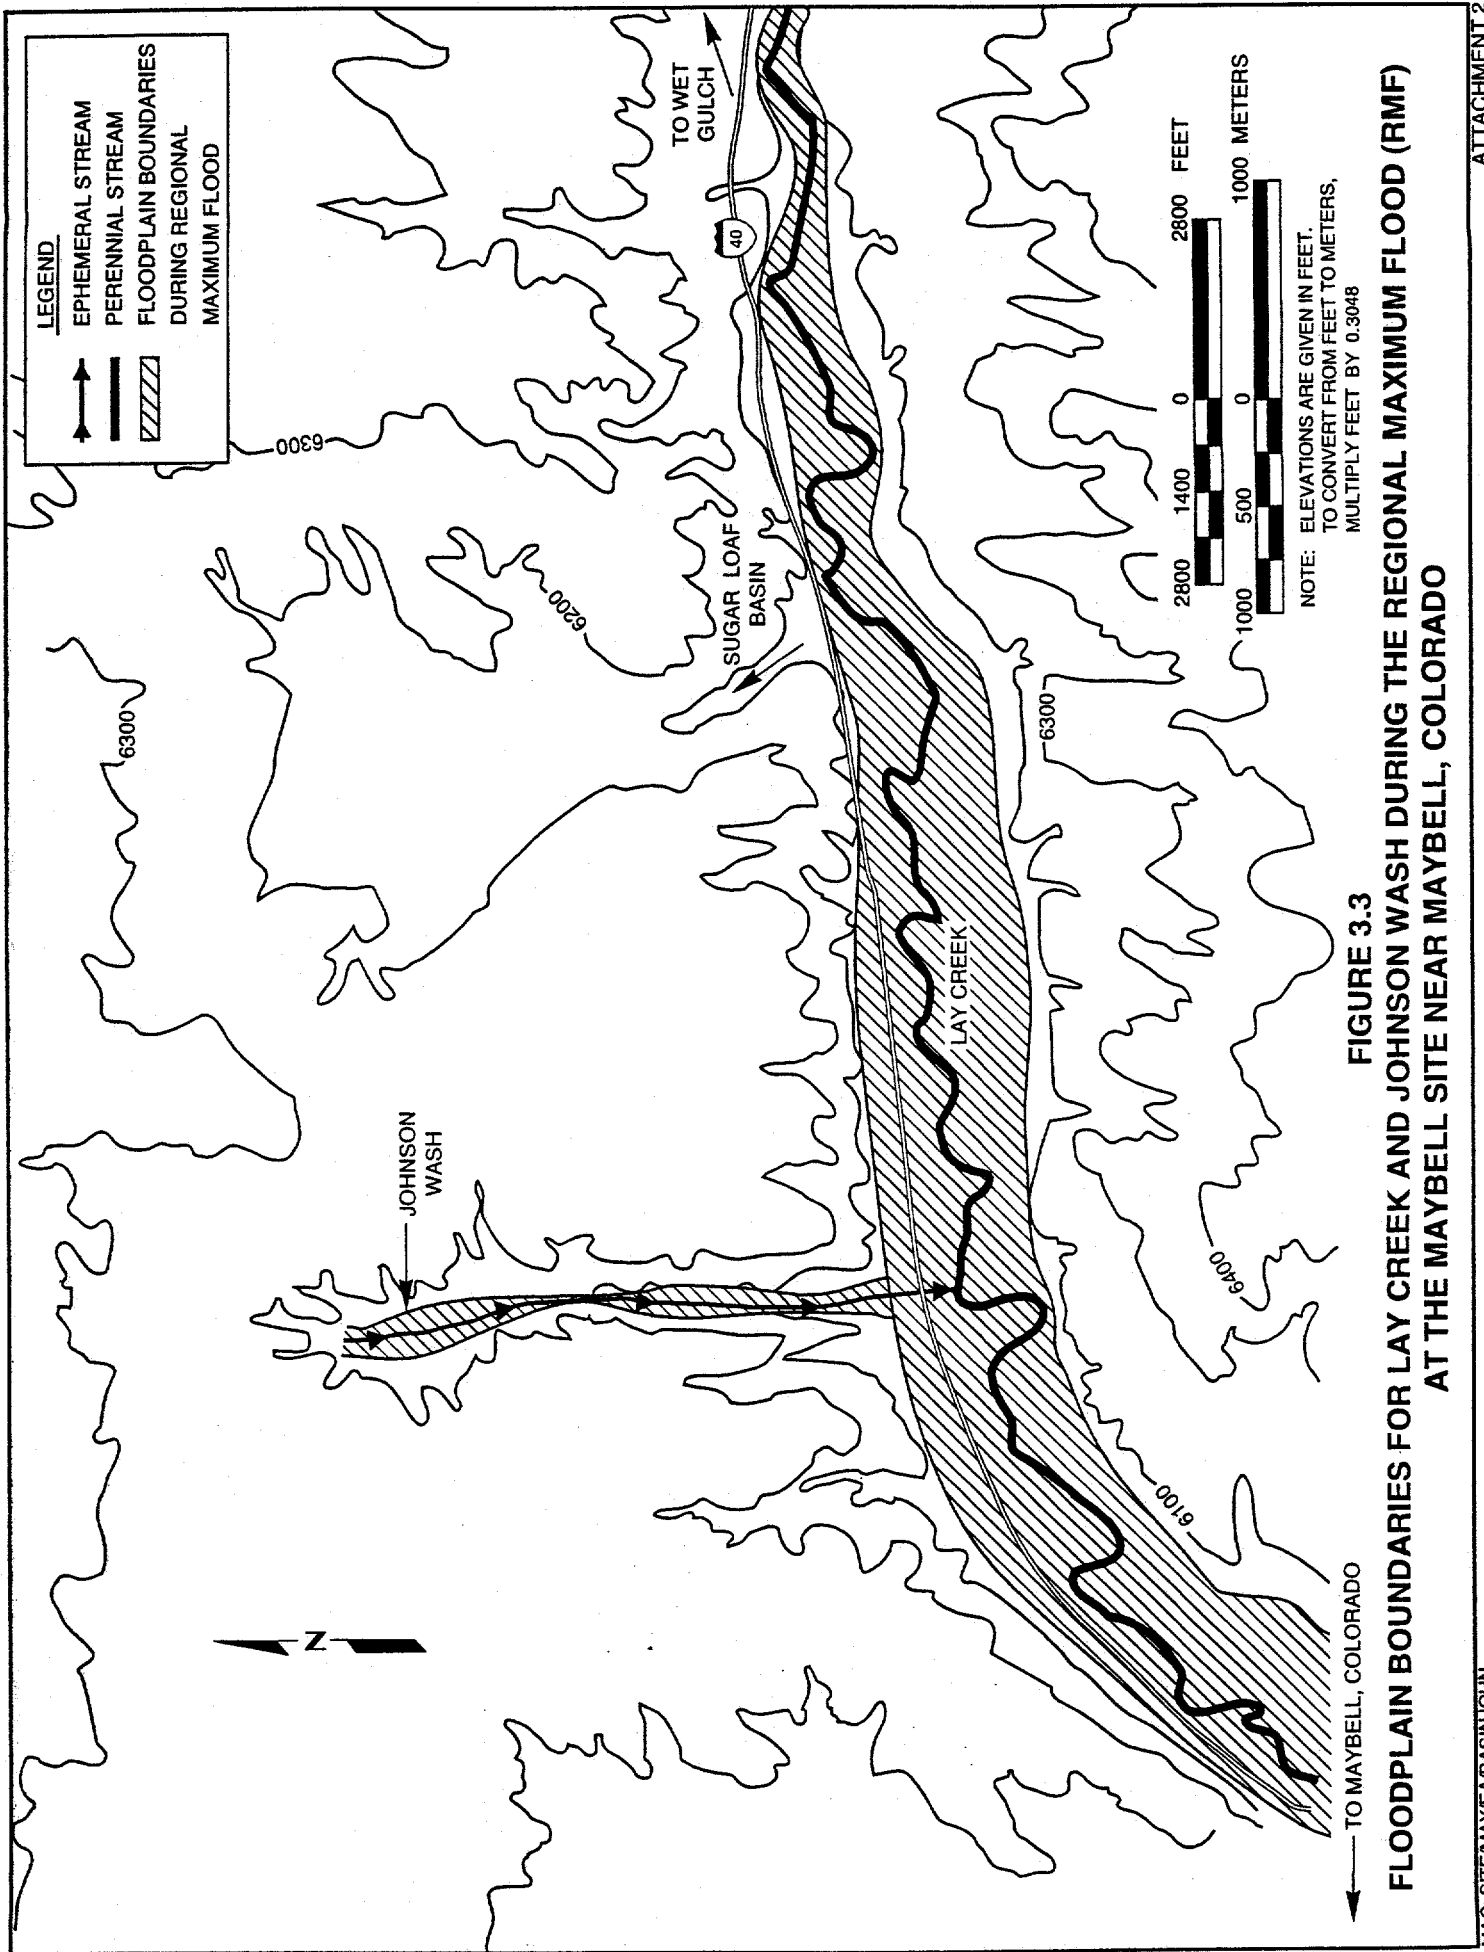 LEGEND
EPHEMERAL STREAM
PERENNIAL STREAM
FLOODPLAIN BOUNDARIES
DURING REGIONAL
MAXIMUM FLOOD
6300
6300
6200
JOHNSON
WASH
N
SUGAR LOAF
BASIN
TO WET
GULCH
40
LAY CREEK
6300
6400
6100
2800 1400 0 2800 FEET
1000 500 0 1000 METERS
NOTE: ELEVATIONS ARE GIVEN IN FEET.
TO CONVERT FROM FEET TO METERS,
MULTIPLY FEET BY 0.3048
TO MAYBELL, COLORADO
FIGURE 3.3
FLOODPLAIN BOUNDARIES FOR LAY CREEK AND JOHNSON WASH DURING THE REGIONAL MAXIMUM FLOOD (RMF)
AT THE MAYBELL SITE NEAR MAYBELL, COLORADO
ATTACHMENT 2